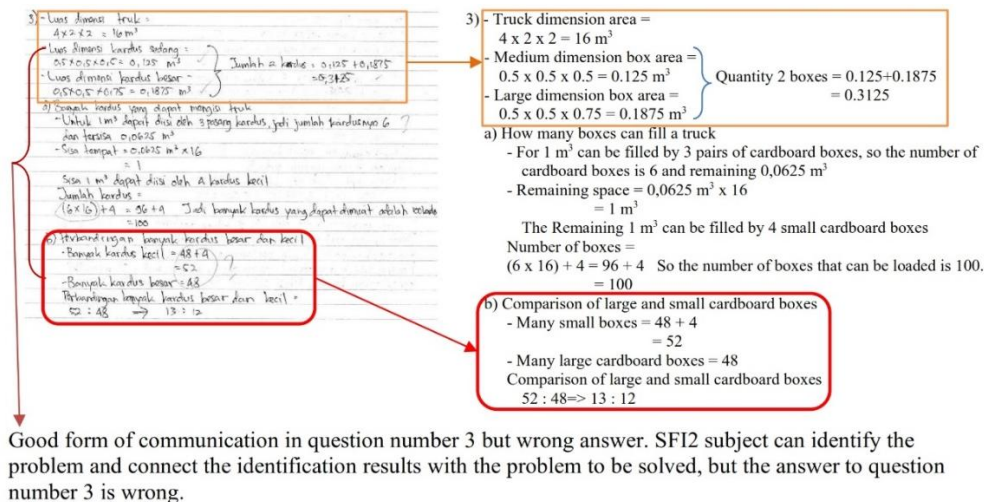 3) - Luas dimensi truk =
4 x 2 x 2 = 16 m³
- Luas dimensi kardus sedang :
0,5 x 0,5 x 0,5 = 0,125 m³
- Luas dimensi kardus besar =
0,5 x 0,5 x 0,75 = 0,1875 m³
Jumlah 2 kardus = 0,125 + 0,1875
= 0,3125
a) Banyak kardus yang dapat mengisi truk
- Untuk 1 m³ dapat diisi oleh 3 pasang kardus, jadi jumlah kardusnya 6 ?
dan tersisa 0,0625 m³
- Sisa tempat = 0,0625 m³ x 16
= 1
Sisa 1 m³ dapat diisi oleh 4 kardus kecil
Jumlah kardus =
(6 x 16) + 4 = 96 + 4 Jadi banyak kardus yang dapat dimuat adalah
= 100
b) Perbandingan banyak kardus besar dan kecil
- Banyak kardus kecil = 48 + 4
= 52 ?
- Banyak kardus besar = 48
Perbandingan banyak kardus besar dan kecil =
52 : 48 → 13 : 12
3) - Truck dimension area =
4 x 2 x 2 = 16 m³
- Medium dimension box area =
0.5 x 0.5 x 0.5 = 0.125 m³
- Large dimension box area =
0.5 x 0.5 x 0.75 = 0.1875 m³
Quantity 2 boxes = 0.125+0.1875
= 0.3125
a) How many boxes can fill a truck
- For 1 m³ can be filled by 3 pairs of cardboard boxes, so the number of
cardboard boxes is 6 and remaining 0,0625 m³
- Remaining space = 0,0625 m³ x 16
= 1 m³
The Remaining 1 m³ can be filled by 4 small cardboard boxes
Number of boxes =
(6 x 16) + 4 = 96 + 4 So the number of boxes that can be loaded is 100.
= 100
b) Comparison of large and small cardboard boxes
- Many small boxes = 48 + 4
= 52
- Many large cardboard boxes = 48
Comparison of large and small cardboard boxes
52 : 48=> 13 : 12
Good form of communication in question number 3 but wrong answer. SFI2 subject can identify the
problem and connect the identification results with the problem to be solved, but the answer to question
number 3 is wrong.